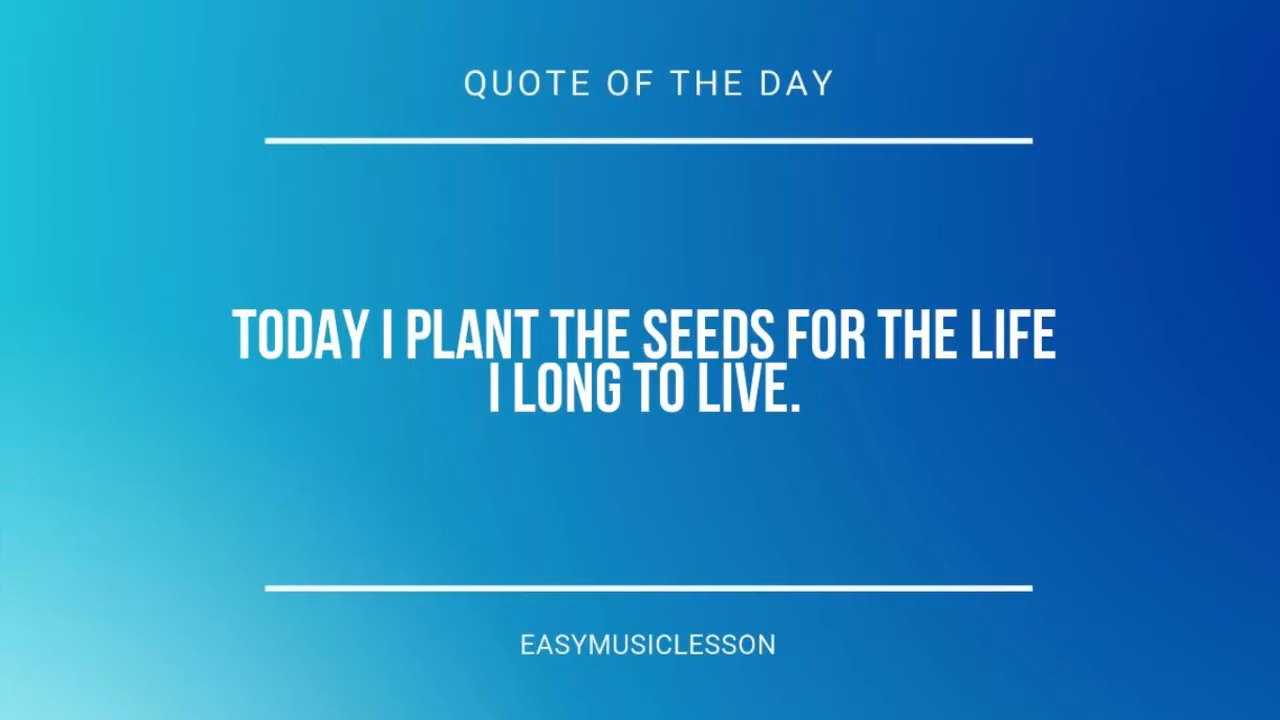 QUOTE OF THE DAY
TODAY I PLANT THE SEEDS FOR THE LIFE
I LONG TO LIVE.
EASYMUSICLESSON